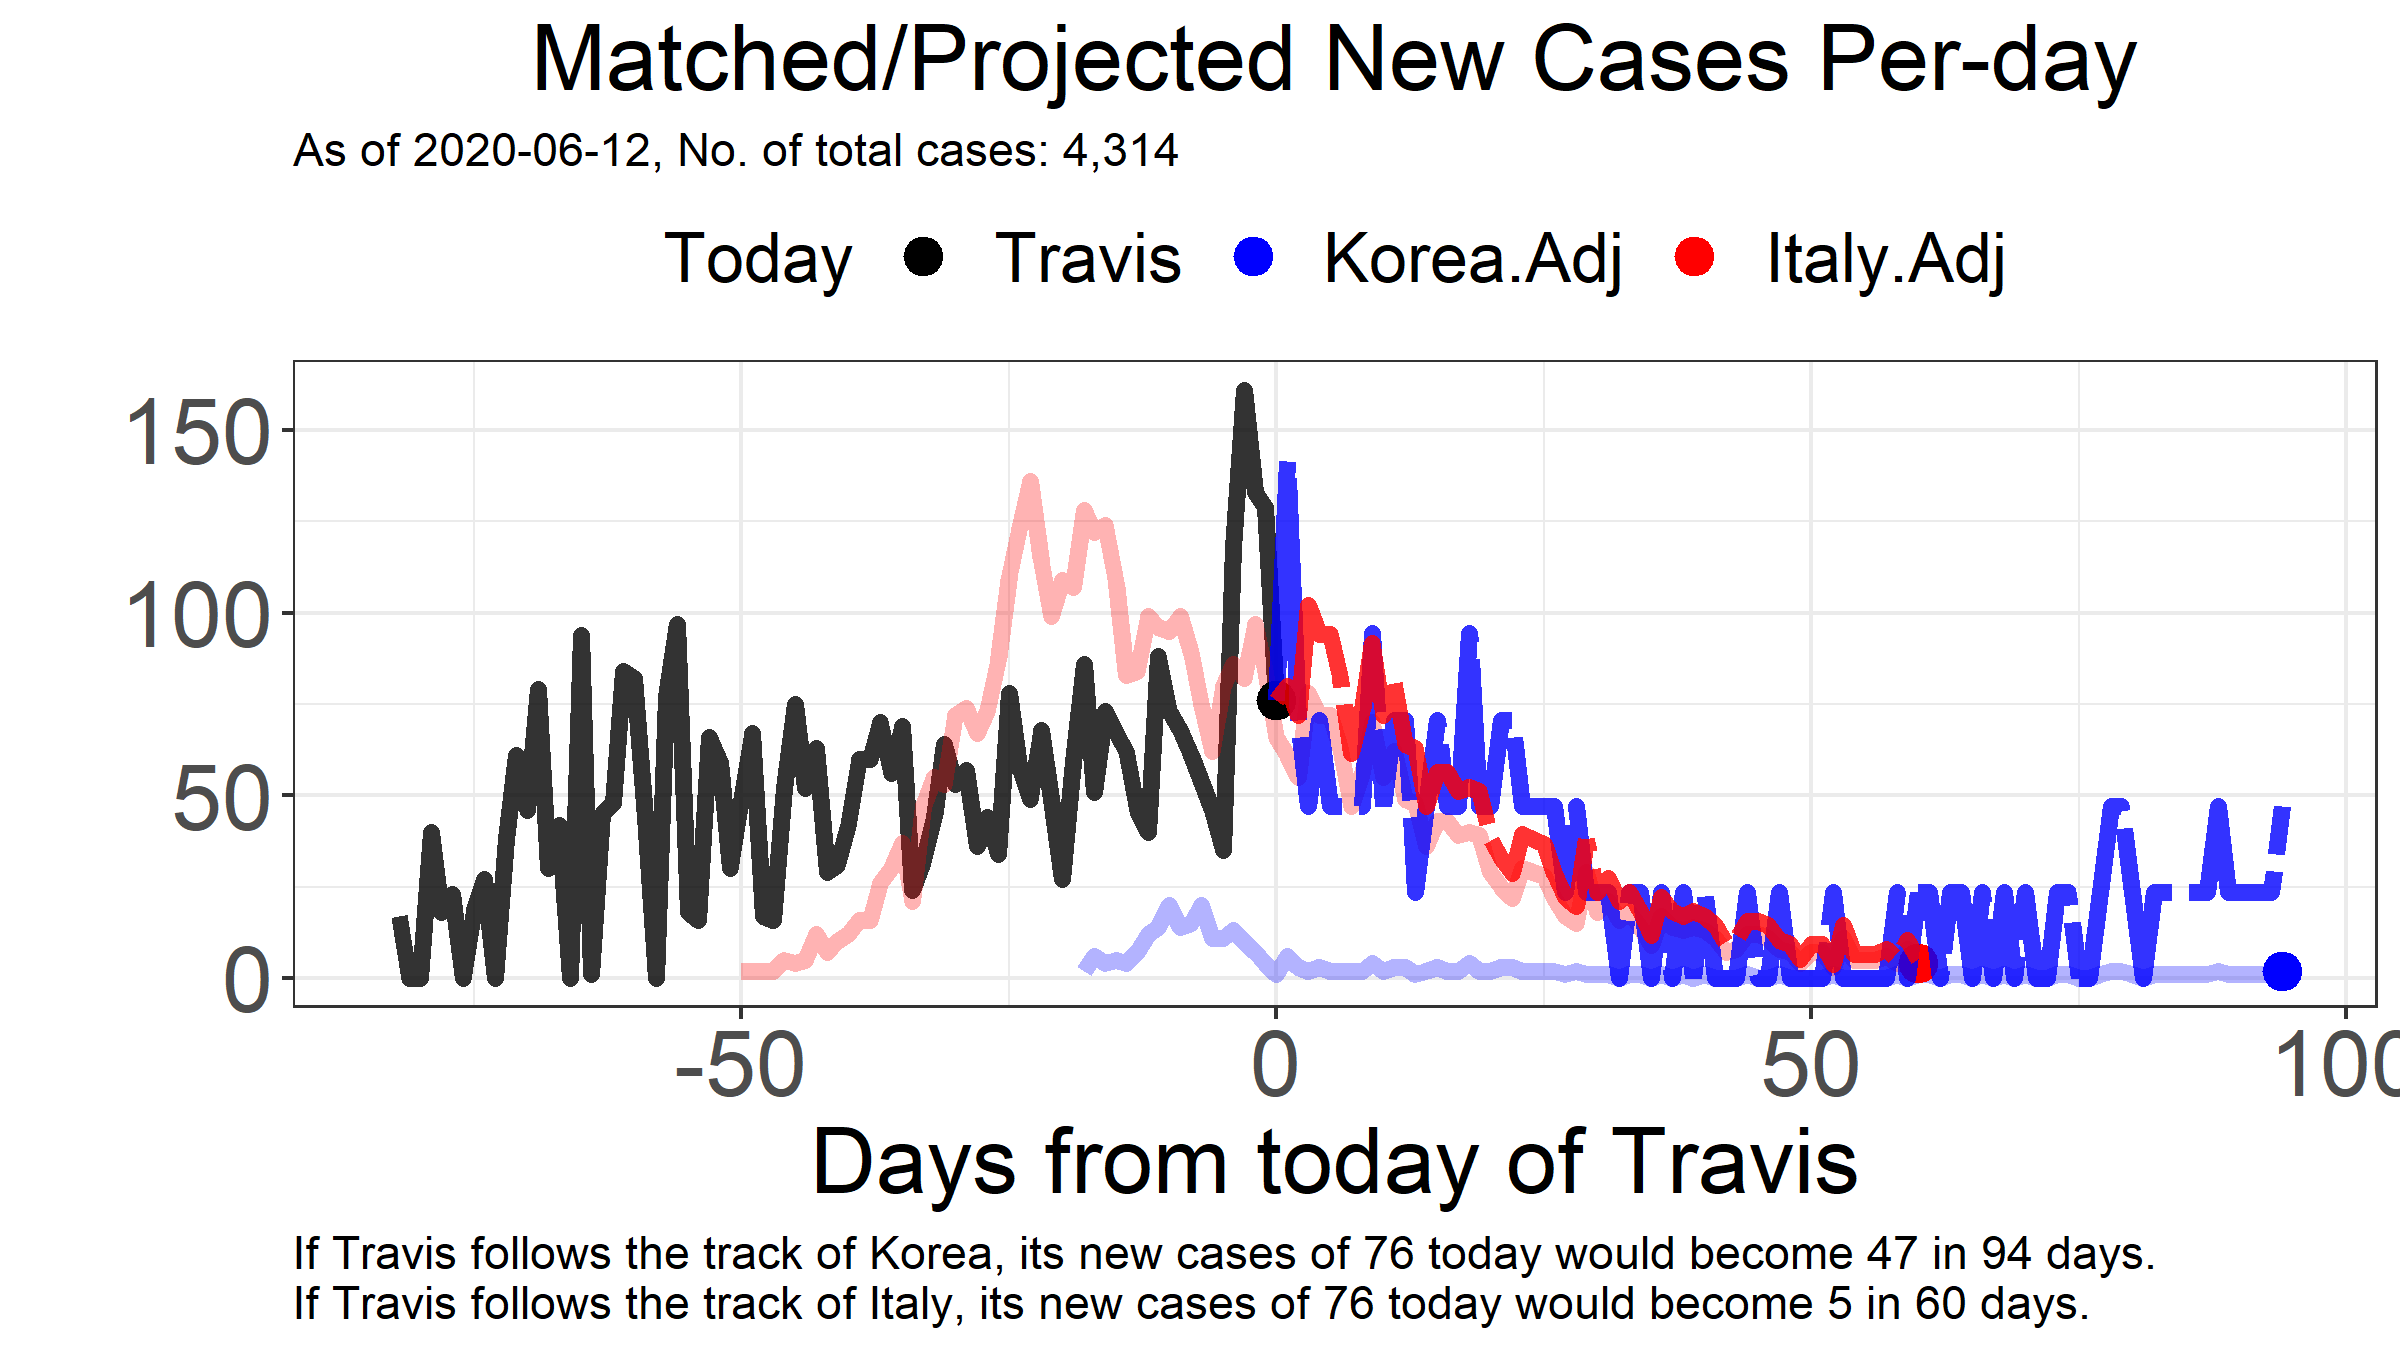 Matched/Projected New Cases Per-day
As of 2020-06-12, No. of total cases: 4,314
Today Travis Korea.Adj Italy.Adj
150
100
50
0
-50 0 50 100
Days from today of Travis
If Travis follows the track of Korea, its new cases of 76 today would become 47 in 94 days.
If Travis follows the track of Italy, its new cases of 76 today would become 5 in 60 days.